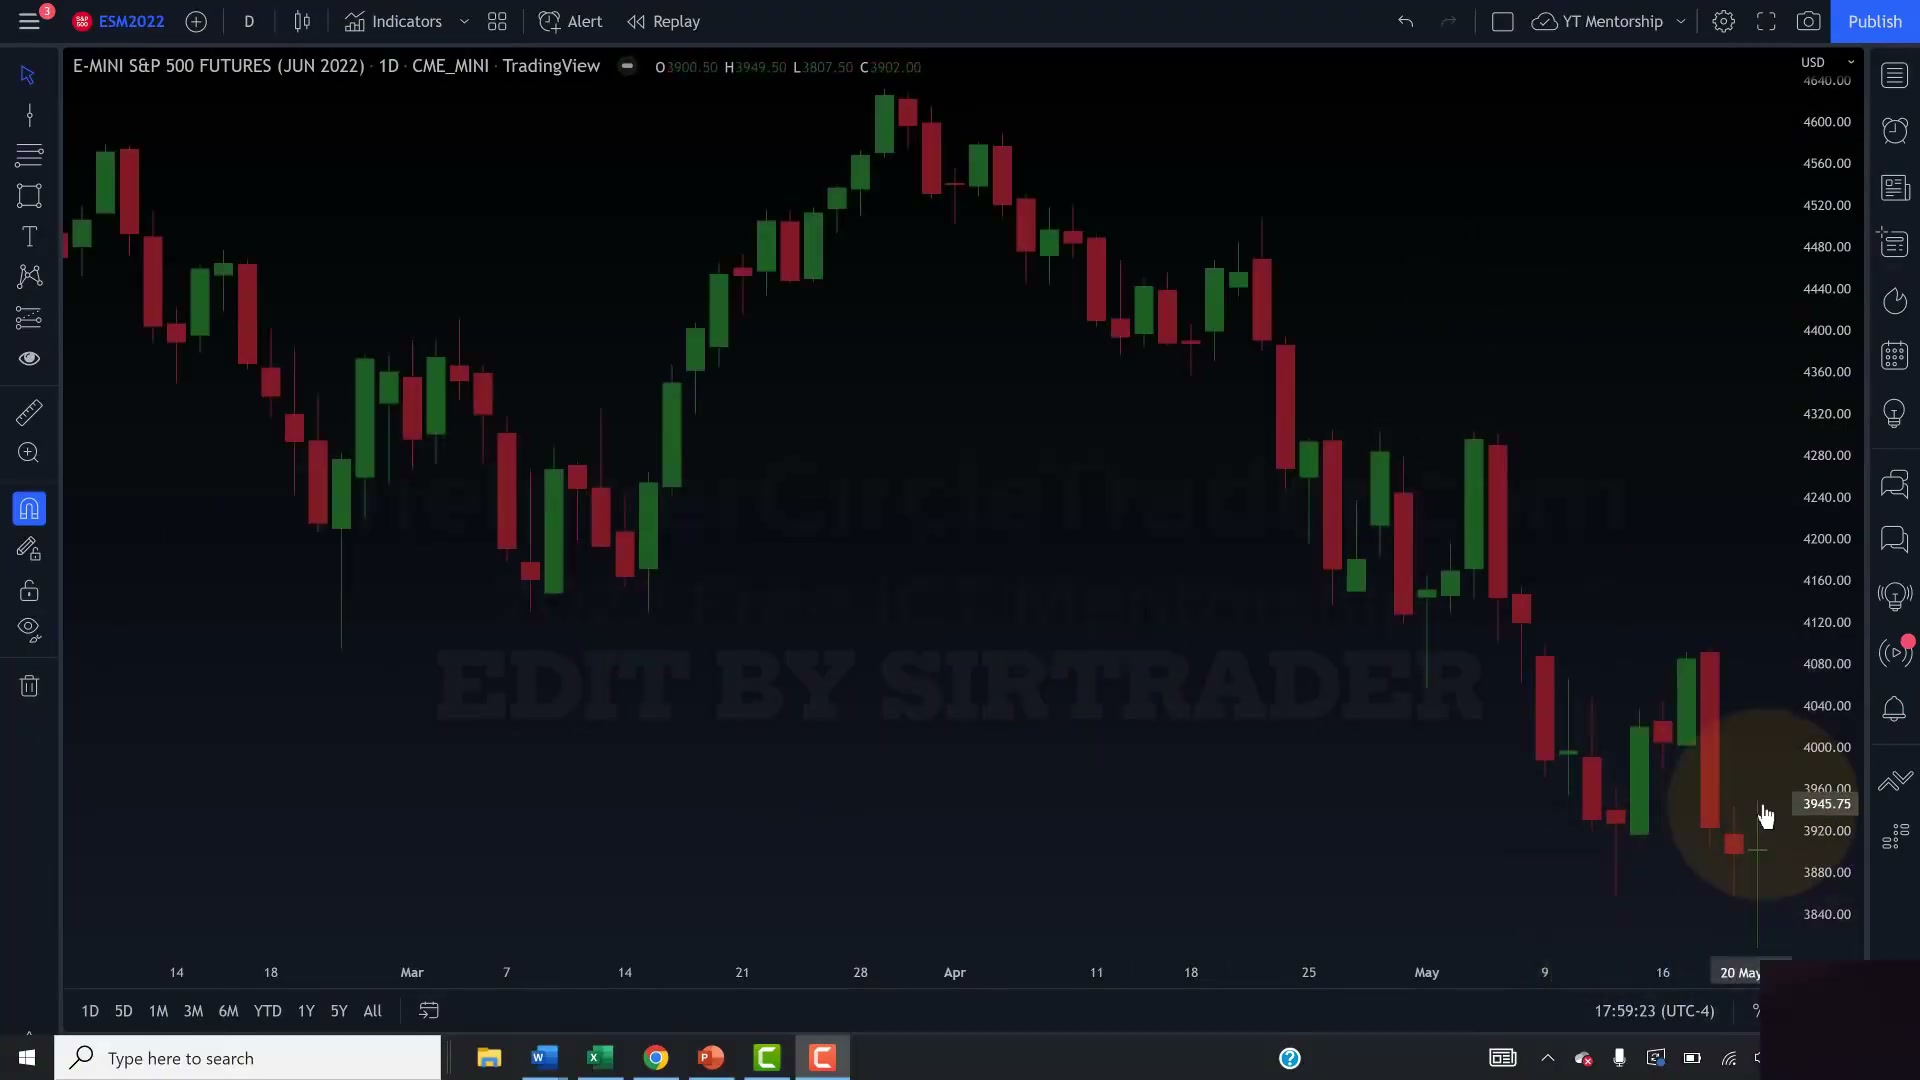 3
ESM2022
D
Indicators
Alert
Replay
YT Mentorship
Publish
E-MINI S&P 500 FUTURES (JUN 2022) · 1D · CME_MINI · TradingView
O3900.50 H3949.50 L3807.50 C3902.00
USD
4640.00
4600.00
4560.00
4520.00
4480.00
4440.00
4400.00
4360.00
4320.00
4280.00
4240.00
4200.00
4160.00
4120.00
4080.00
4040.00
4000.00
3960.00
3945.75
3920.00
3880.00
3840.00
EDIT BY SIRTRADER
14 18 Mar 7 14 21 28 Apr 11 18 25 May 9 16 20 May
1D 5D 1M 3M 6M YTD 1Y 5Y All
17:59:23 (UTC-4)
Type here to search